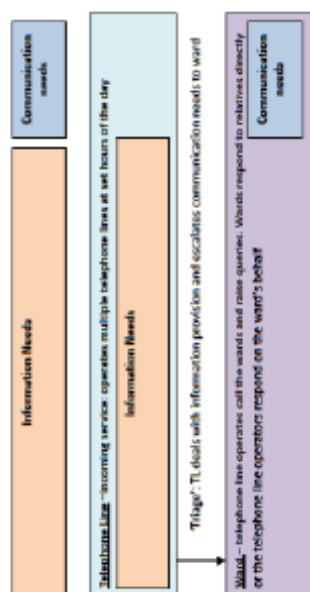 Information Needs
Communication
needs
Telephone Line – incoming service: operates multiple telephone lines at set hours of the day
Information Needs
'Triage': TL deals with information provision and escalates communication needs to ward
Ward – telephone line operates call the wards and raise queries. Wards respond to relatives directly
or the telephone line operators respond on the ward's behalf
Communication
needs